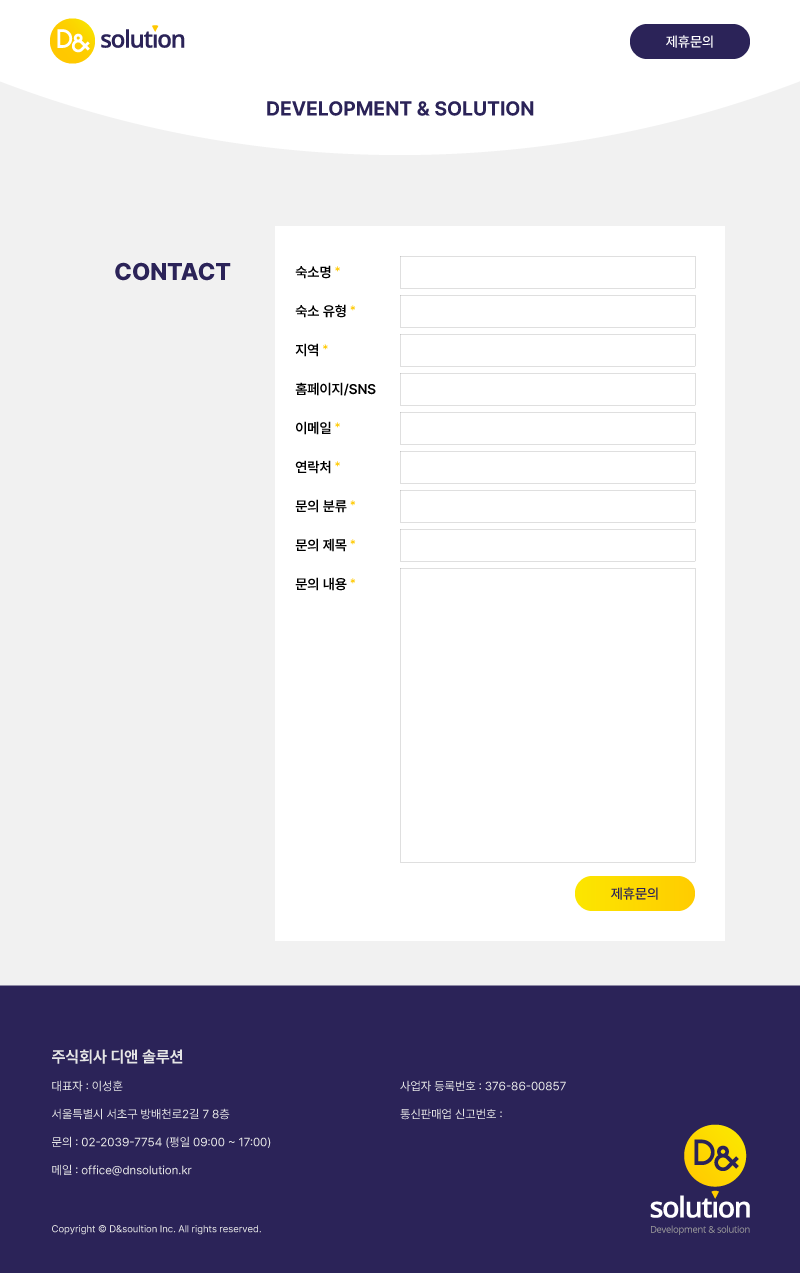 D& solution
제휴문의
DEVELOPMENT & SOLUTION
CONTACT
숙소명 *
숙소 유형 *
지역 *
홈페이지/SNS
이메일 *
연락처 *
문의 분류 *
문의 제목 *
문의 내용 *
제휴문의
주식회사 디앤 솔루션
대표자 : 이성훈
사업자 등록번호 : 376-86-00857
서울특별시 서초구 방배천로2길 7 8층
통신판매업 신고번호 :
문의 : 02-2039-7754 (평일 09:00 ~ 17:00)
메일 : office@dnsolution.kr
D&
solution
Development & solution
Copyright © D&soultion Inc. All rights reserved.